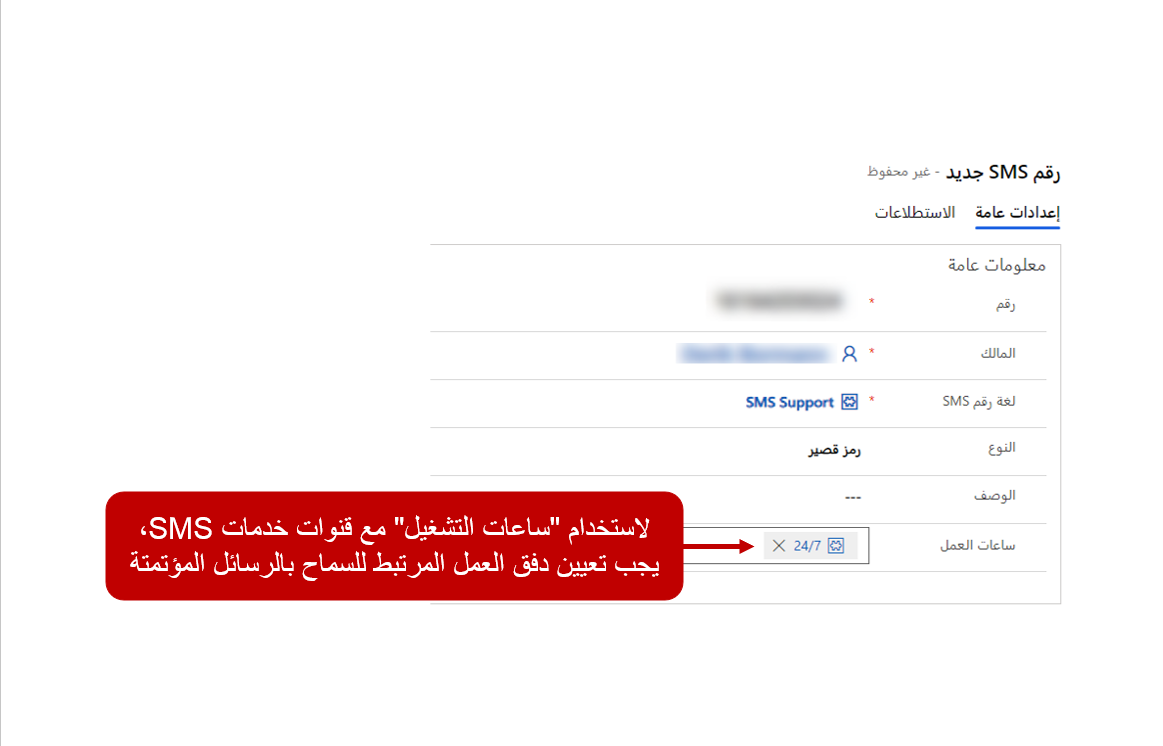 رقم SMS جديد - غير محفوظ
إعدادات عامة الاستطلاعات
معلومات عامة
رقم *
المالك *
لغة رقم SMS * SMS Support
النوع رمز قصير
الوصف ---
ساعات العمل 24/7
لاستخدام "ساعات التشغيل" مع قنوات خدمات SMS،
يجب تعيين دفق العمل المرتبط للسماح بالرسائل المؤتمتة